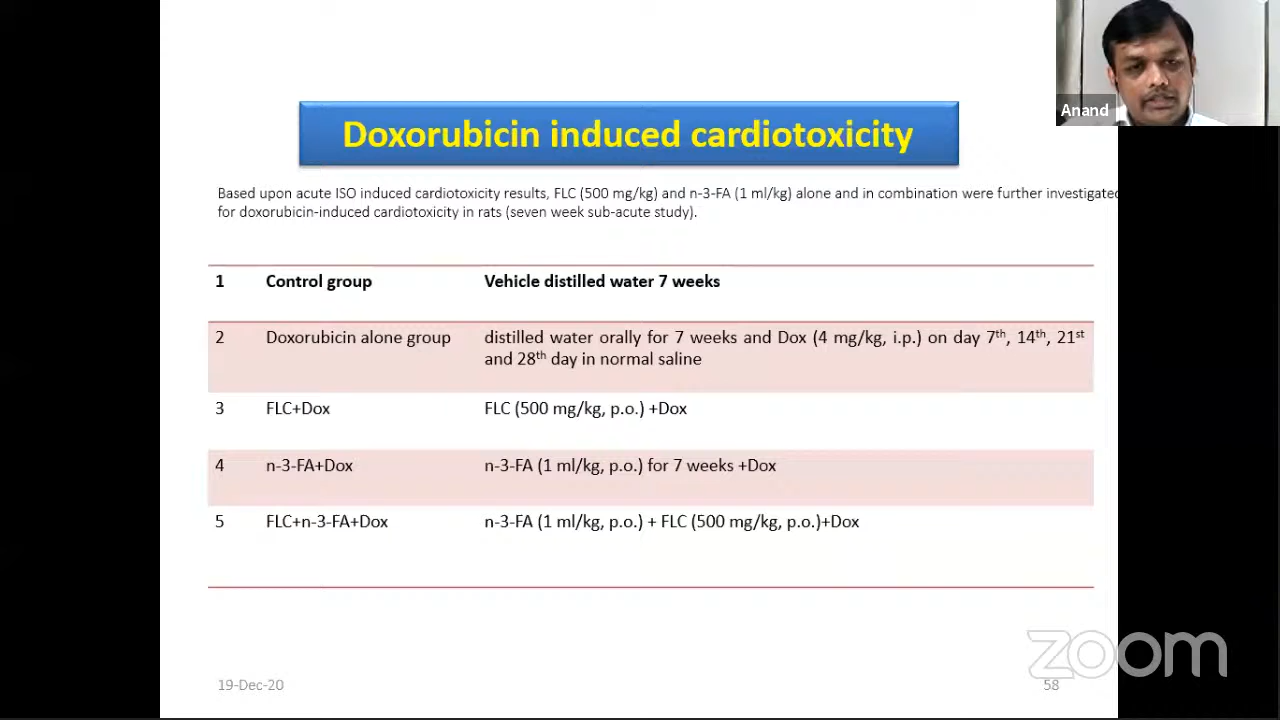 Anand
Doxorubicin induced cardiotoxicity
Based upon acute ISO induced cardiotoxicity results, FLC (500 mg/kg) and n-3-FA (1 ml/kg) alone and in combination were further investigated
for doxorubicin-induced cardiotoxicity in rats (seven week sub-acute study).
1 Control group Vehicle distilled water 7 weeks
2 Doxorubicin alone group distilled water orally for 7 weeks and Dox (4 mg/kg, i.p.) on day 7th, 14th, 21st
and 28th day in normal saline
3 FLC+Dox FLC (500 mg/kg, p.o.) +Dox
4 n-3-FA+Dox n-3-FA (1 ml/kg, p.o.) for 7 weeks +Dox
5 FLC+n-3-FA+Dox n-3-FA (1 ml/kg, p.o.) + FLC (500 mg/kg, p.o.)+Dox
zoom
19-Dec-20 58